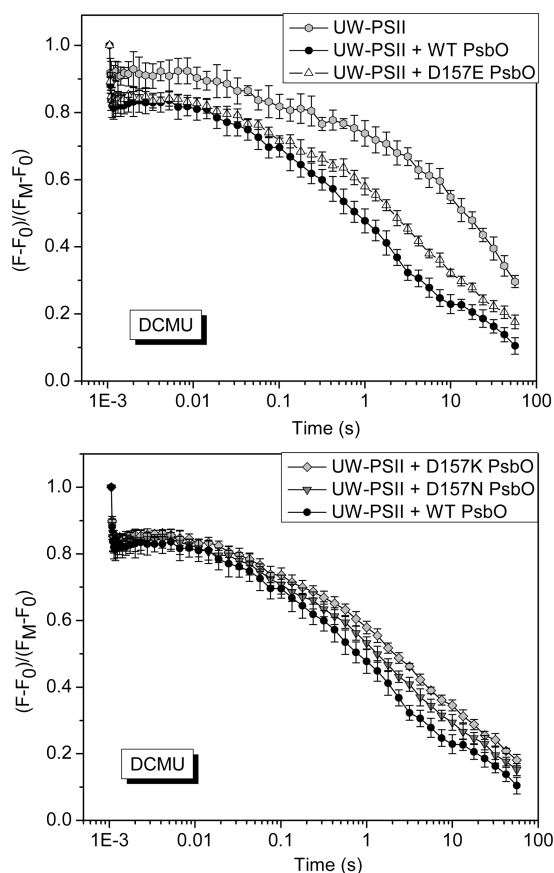 UW-PSII
UW-PSII + WT PsbO
UW-PSII + D157E PsbO
1.0
0.8
0.6
0.4
0.2
0.0
(F-F0)/(FM-F0)
DCMU
1E-3 0.01 0.1 1 10 100
Time (s)
UW-PSII + D157K PsbO
UW-PSII + D157N PsbO
UW-PSII + WT PsbO
1.0
0.8
0.6
0.4
0.2
0.0
(F-F0)/(FM-F0)
DCMU
1E-3 0.01 0.1 1 10 100
Time (s)